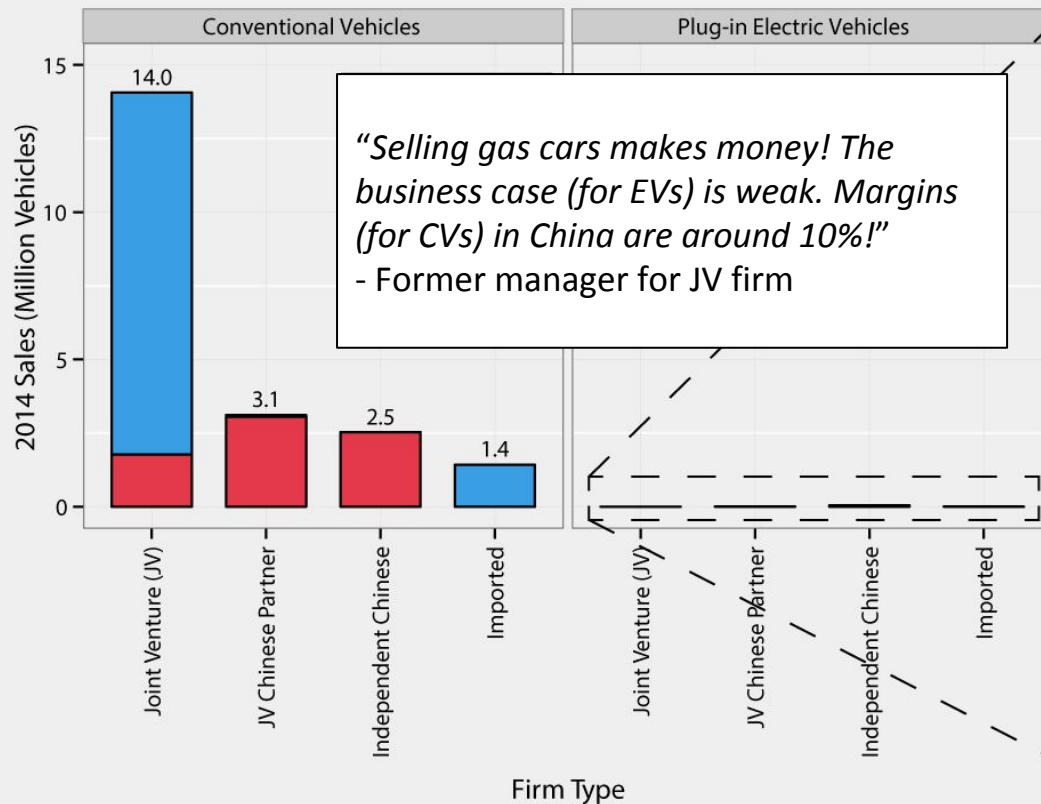 Conventional Vehicles
Plug-in Electric Vehicles
2014 Sales (Million Vehicles)
15
10
5
0
14.0
3.1
2.5
1.4
“Selling gas cars makes money! The
business case (for EVs) is weak. Margins
(for CVs) in China are around 10%!”
- Former manager for JV firm
Joint Venture (JV)
JV Chinese Partner
Independent Chinese
Imported
Joint Venture (JV)
JV Chinese Partner
Independent Chinese
Imported
Firm Type